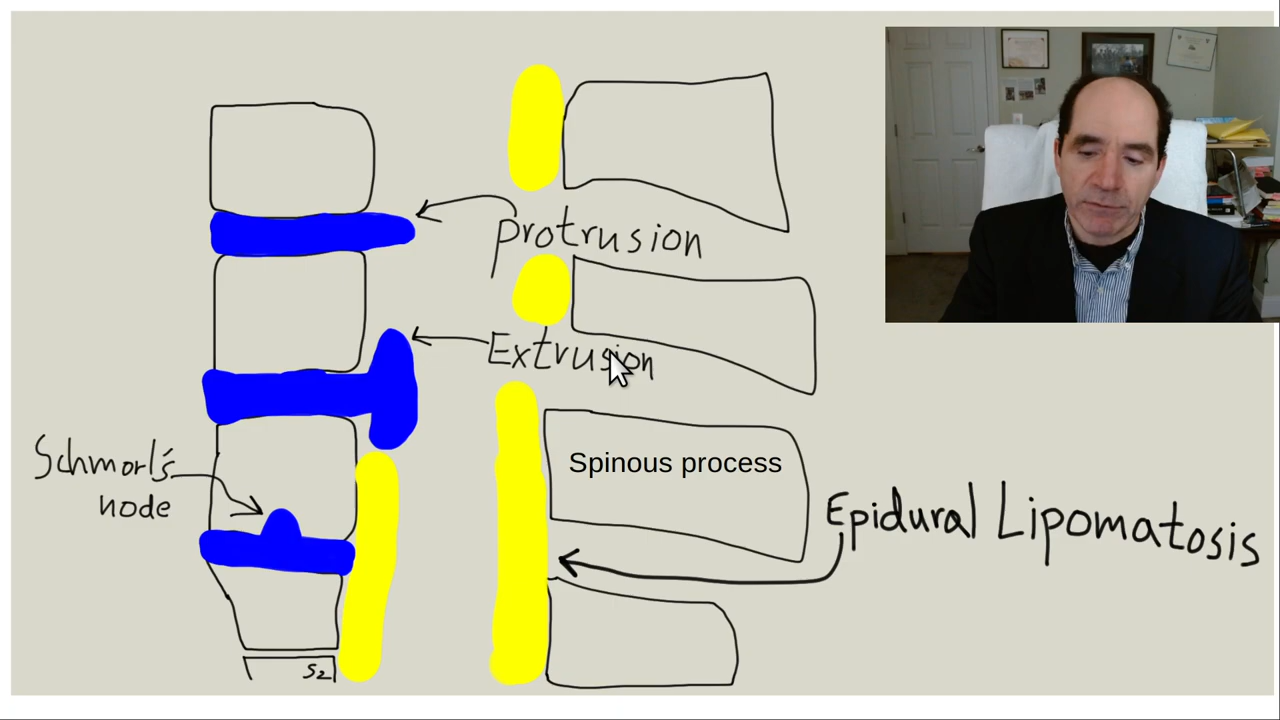 protrusion
Extrusion
Schmorl's
node
Spinous process
Epidural Lipomatosis
S2